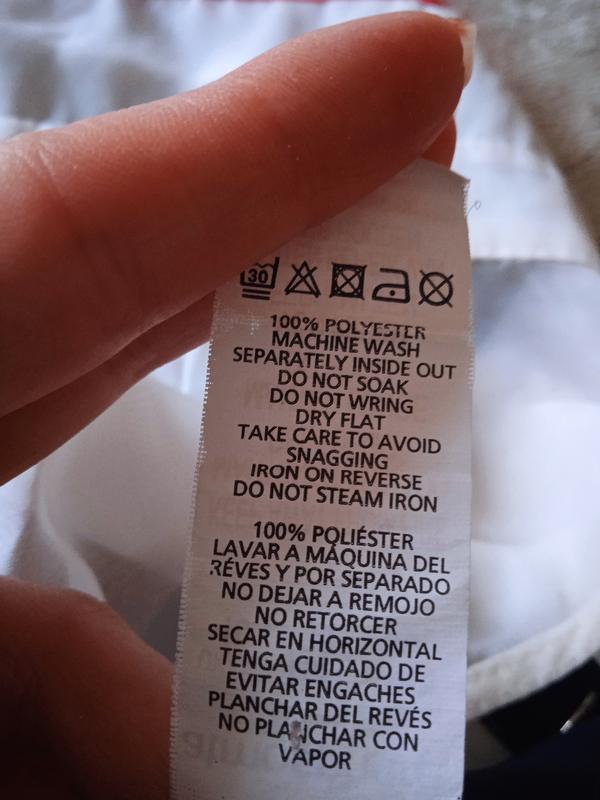 30
100% POLYESTER
MACHINE WASH
SEPARATELY INSIDE OUT
DO NOT SOAK
DO NOT WRING
DRY FLAT
TAKE CARE TO AVOID
SNAGGING
IRON ON REVERSE
DO NOT STEAM IRON
100% POLIÉSTER
LAVAR A MÁQUINA DEL
RÉVES Y POR SEPARADO
NO DEJAR A REMOJO
NO RETORCER
SECAR EN HORIZONTAL
TENGA CUIDADO DE
EVITAR ENGACHES
PLANCHAR DEL REVÉS
NO PLANCHAR CON
VAPOR